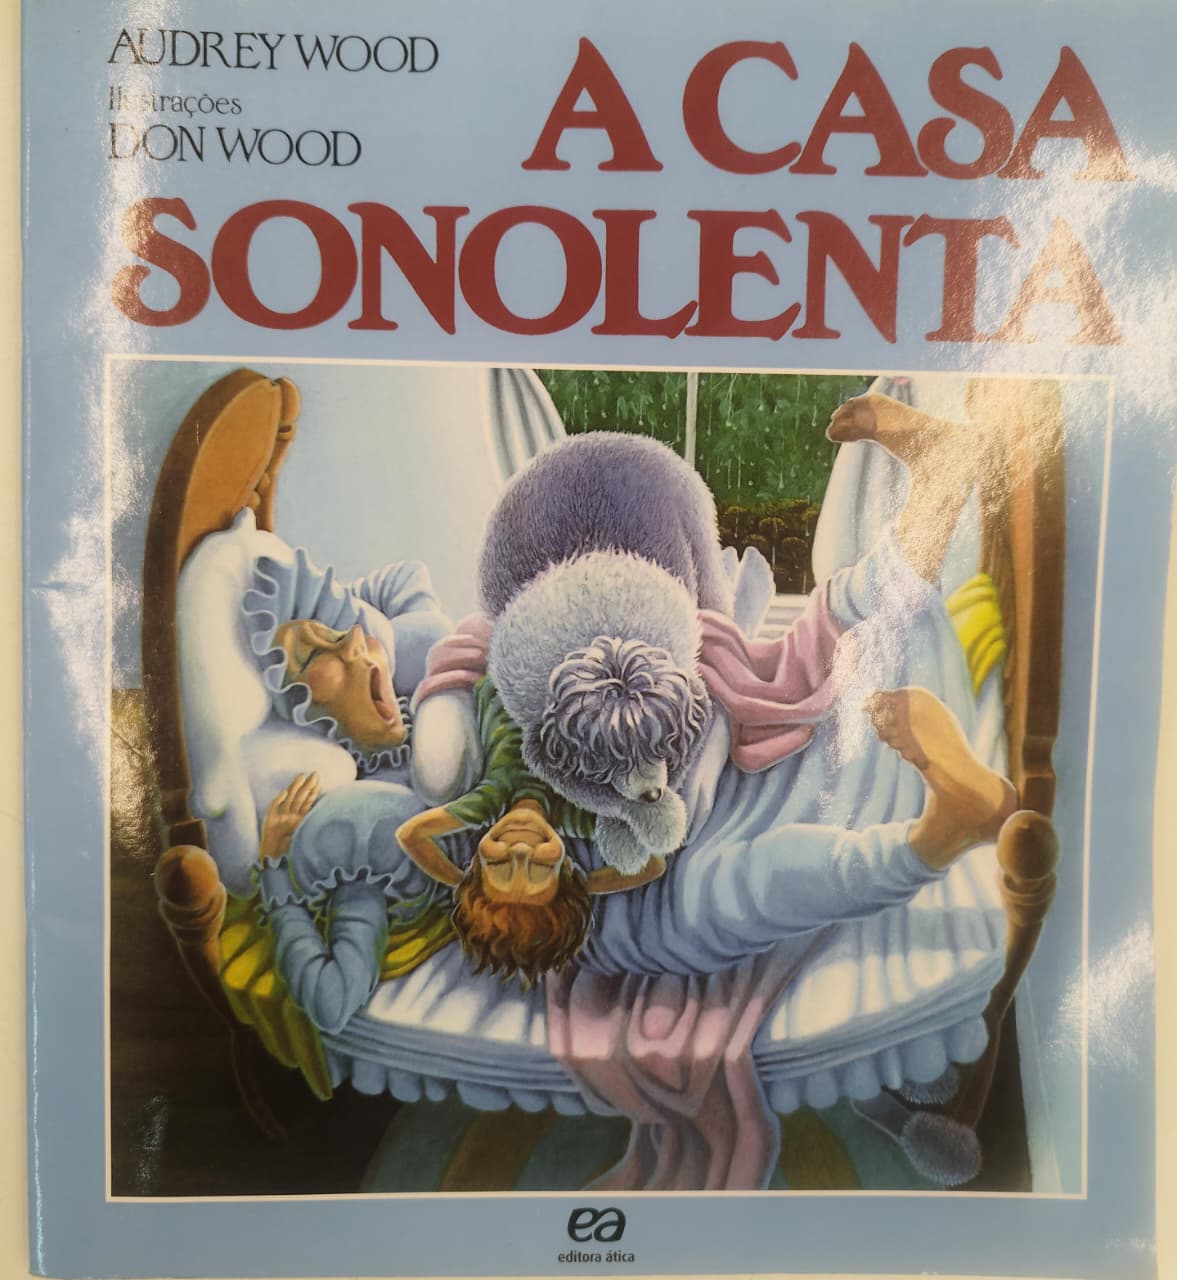 AUDREY WOOD
Ilustrações
DON WOOD
A CASA
SONOLENTA
ea
editora ática